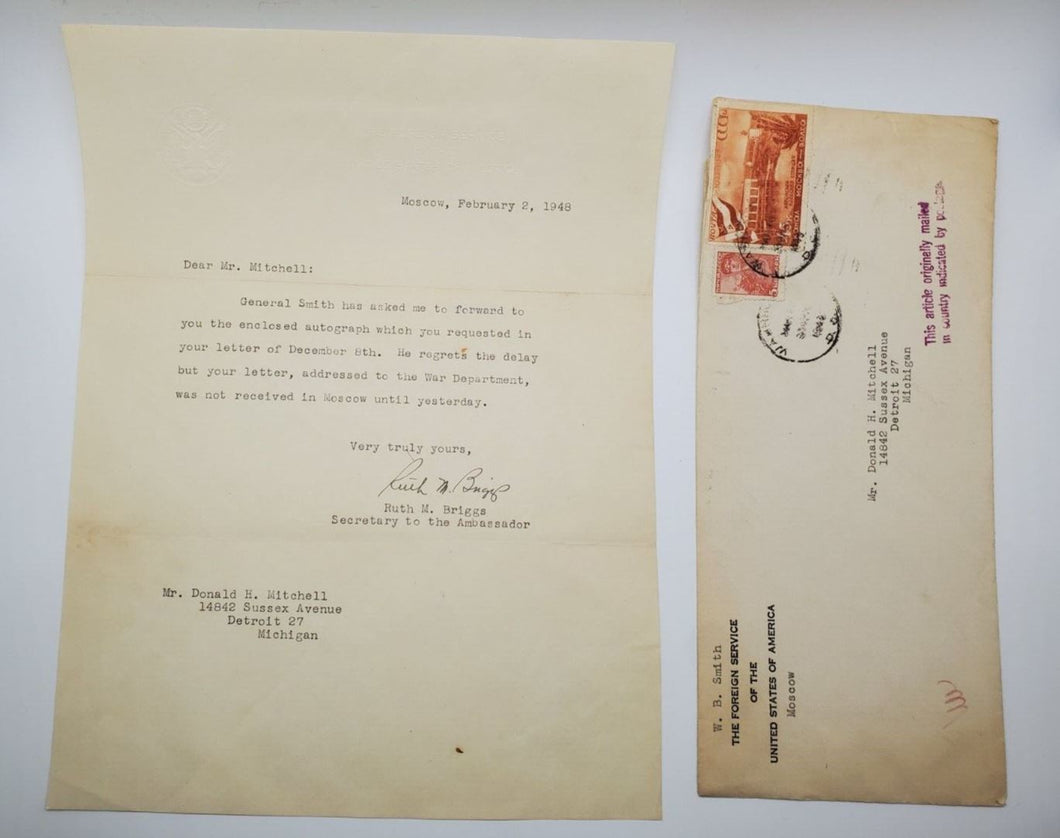 Moscow, February 2, 1948
Dear Mr. Mitchell:
General Smith has asked me to forward to
you the enclosed autograph which you requested in
your letter of December 8th. He regrets the delay
but your letter, addressed to the War Department,
was not received in Moscow until yesterday.
Very truly yours,
Ruth M. Briggs
Ruth M. Briggs
Secretary to the Ambassador
Mr. Donald H. Mitchell
14842 Sussex Avenue
Detroit 27
Michigan
This article originally mailed
in country indicated by
Mr. Donald H. Mitchell
14842 Sussex Avenue
Detroit 27
Michigan
W. B. Smith
THE FOREIGN SERVICE
OF THE
UNITED STATES OF AMERICA
Moscow